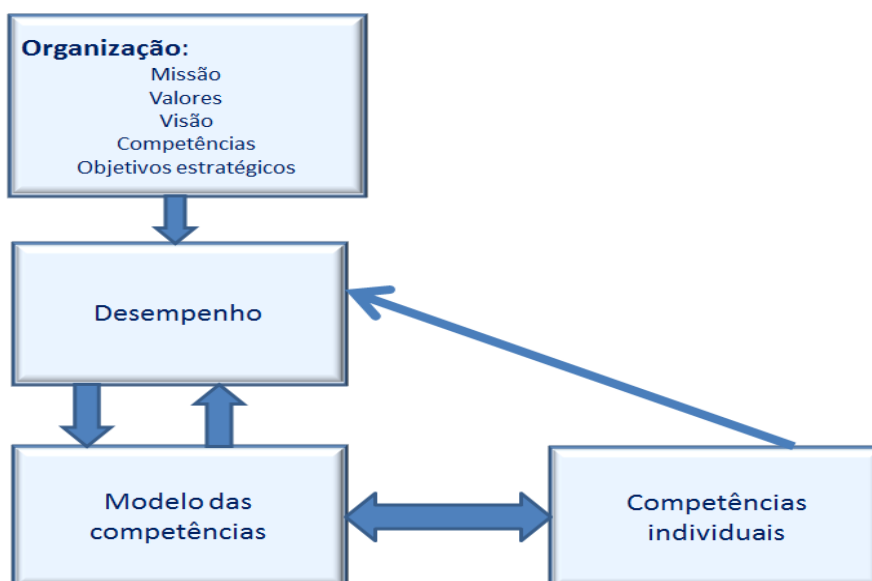 Organização:
Missão
Valores
Visão
Competências
Objetivos estratégicos
Desempenho
Modelo das
competências
Competências
individuais